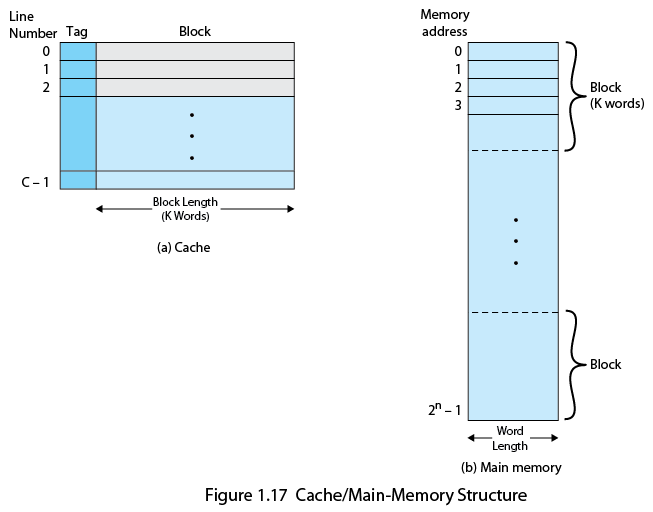 Line
Number Tag Block
0
1
2
C – 1
Block Length
(K Words)
(a) Cache
Memory
address
0
1
2
3
Block
(K words)
Block
2ⁿ – 1
Word
Length
(b) Main memory
Figure 1.17 Cache/Main-Memory Structure